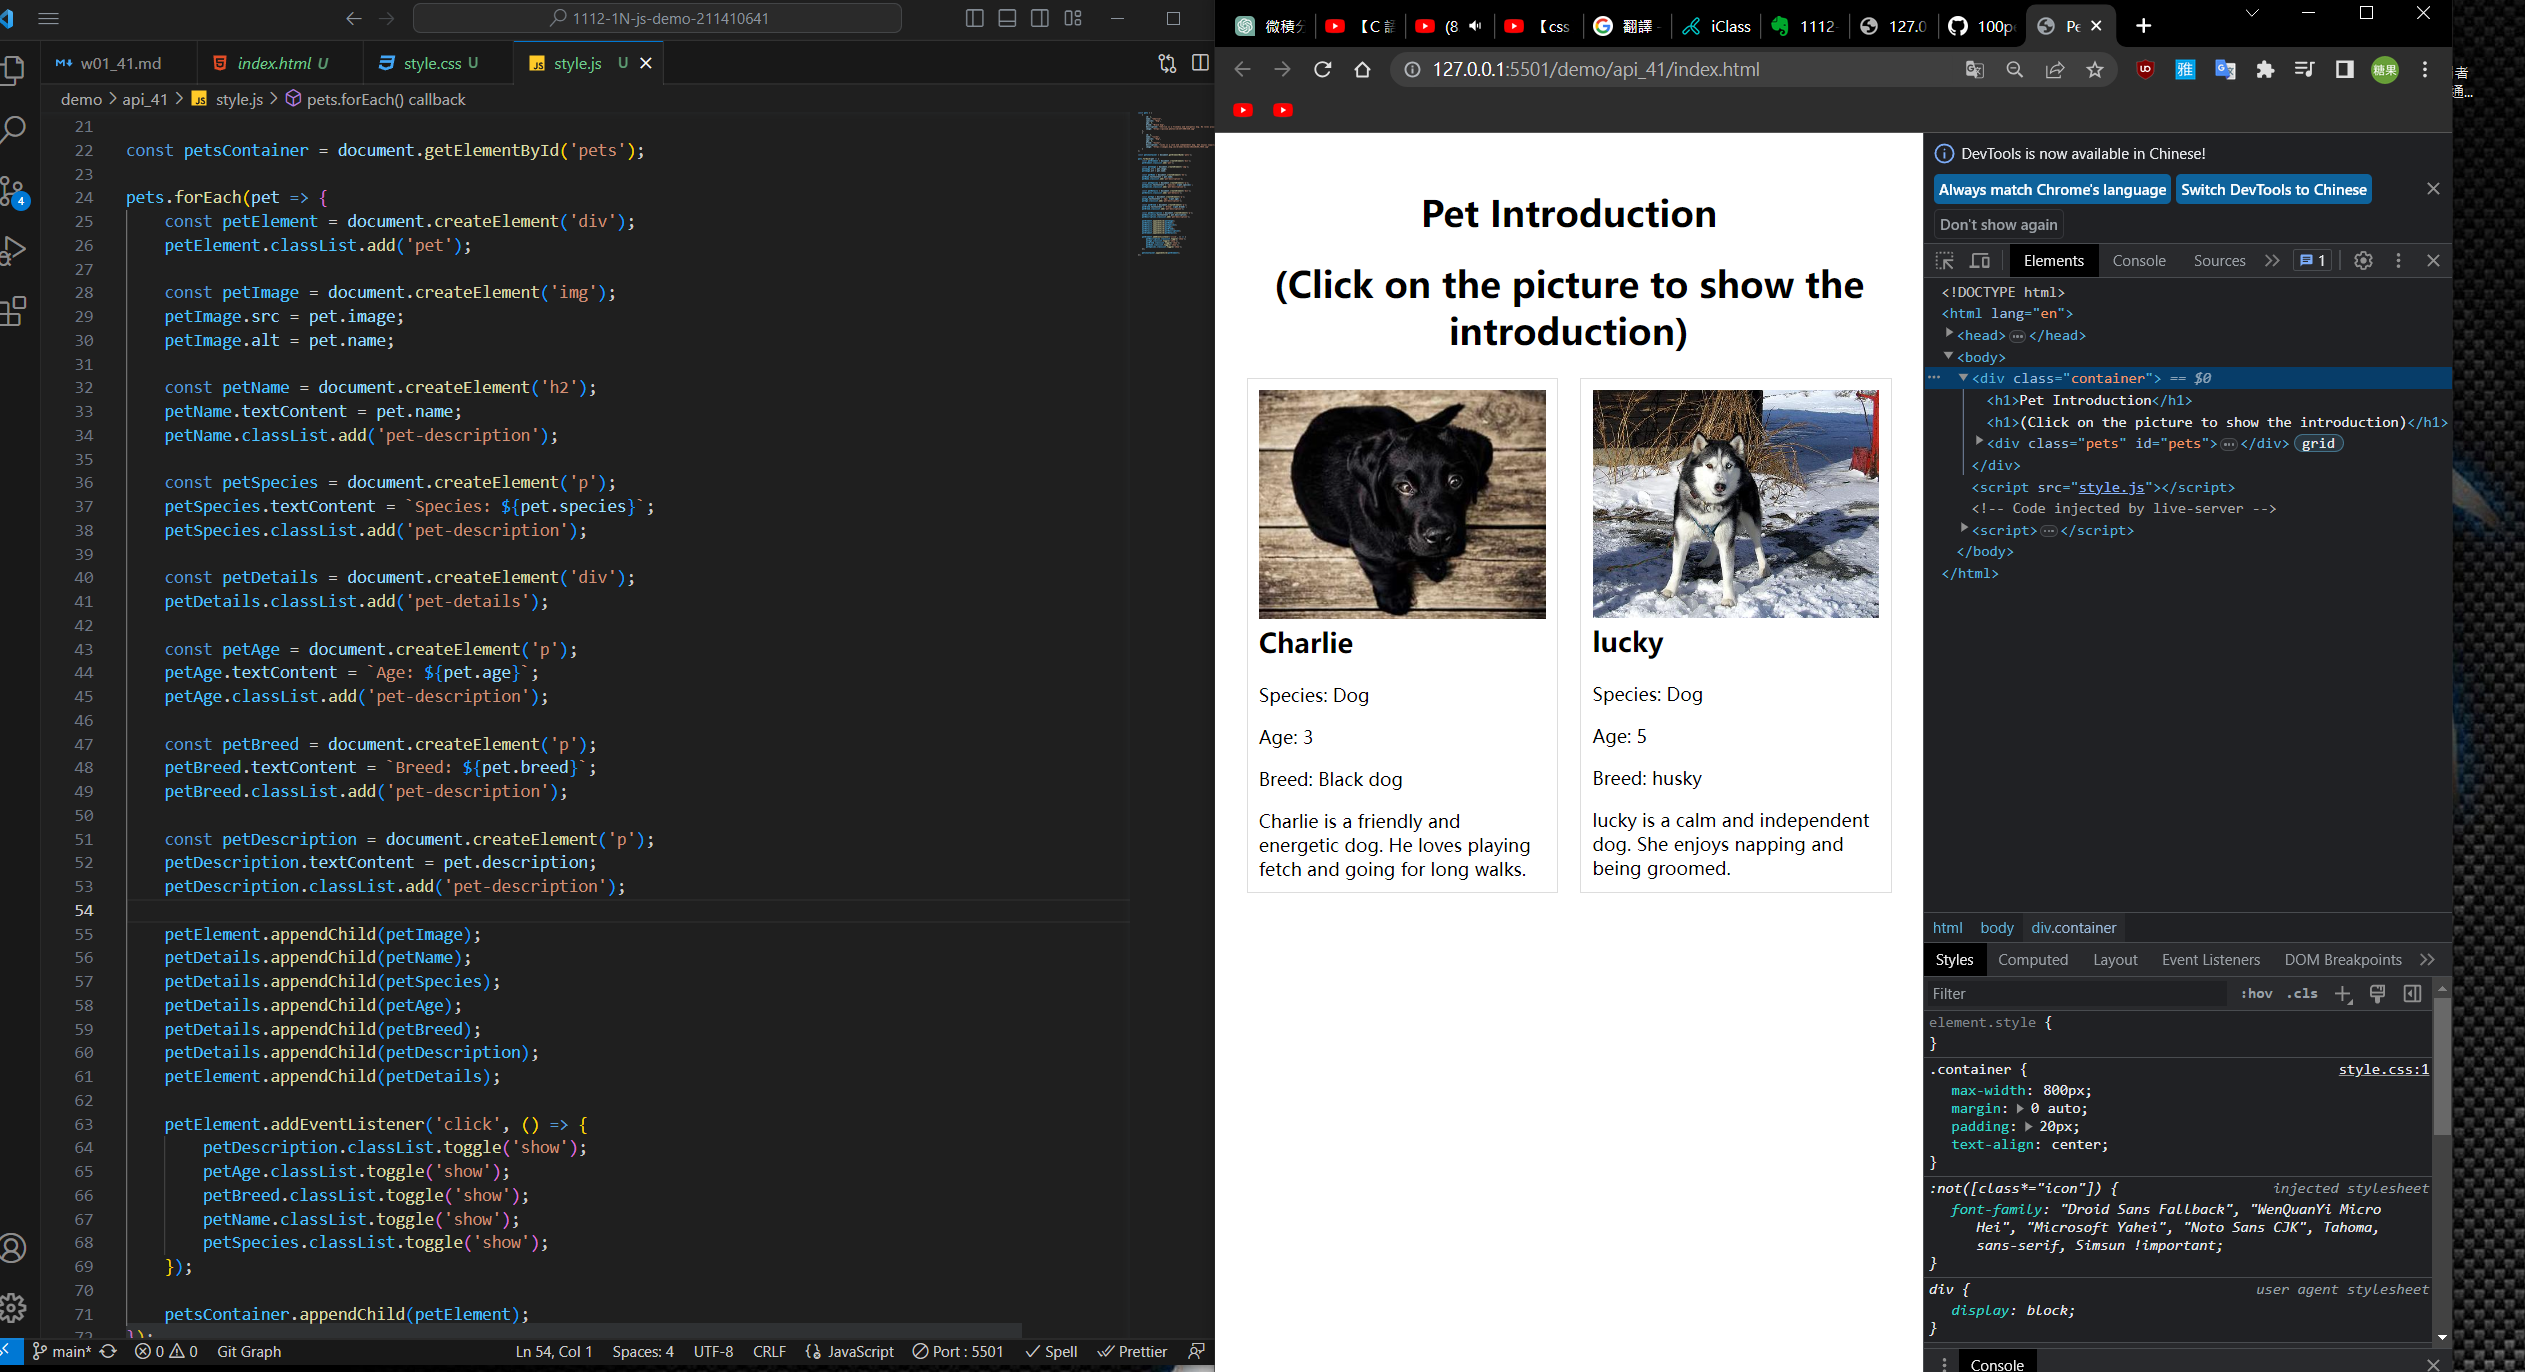 1112-1N-js-demo-211410641
w01_41.md
index.html U
style.css U
style.js U
demo > api_41 > style.js > pets.forEach() callback
21
22 const petsContainer = document.getElementById('pets');
23
24 pets.forEach(pet => {
25 const petElement = document.createElement('div');
26 petElement.classList.add('pet');
27
28 const petImage = document.createElement('img');
29 petImage.src = pet.image;
30 petImage.alt = pet.name;
31
32 const petName = document.createElement('h2');
33 petName.textContent = pet.name;
34 petName.classList.add('pet-description');
35
36 const petSpecies = document.createElement('p');
37 petSpecies.textContent = `Species: ${pet.species}`;
38 petSpecies.classList.add('pet-description');
39
40 const petDetails = document.createElement('div');
41 petDetails.classList.add('pet-details');
42
43 const petAge = document.createElement('p');
44 petAge.textContent = `Age: ${pet.age}`;
45 petAge.classList.add('pet-description');
46
47 const petBreed = document.createElement('p');
48 petBreed.textContent = `Breed: ${pet.breed}`;
49 petBreed.classList.add('pet-description');
50
51 const petDescription = document.createElement('p');
52 petDescription.textContent = pet.description;
53 petDescription.classList.add('pet-description');
54
55 petElement.appendChild(petImage);
56 petDetails.appendChild(petName);
57 petDetails.appendChild(petSpecies);
58 petDetails.appendChild(petAge);
59 petDetails.appendChild(petBreed);
60 petDetails.appendChild(petDescription);
61 petElement.appendChild(petDetails);
62
63 petElement.addEventListener('click', () => {
64 petDescription.classList.toggle('show');
65 petAge.classList.toggle('show');
66 petBreed.classList.toggle('show');
67 petName.classList.toggle('show');
68 petSpecies.classList.toggle('show');
69 });
70
71 petsContainer.appendChild(petElement);
72 });
4
main* 0 0 Git Graph Ln 54, Col 1 Spaces: 4 UTF-8 CRLF JavaScript Port : 5501 Spell Prettier
微積分
【C 語
(8
【css
翻譯 -
iClass
1112-
127.0
100p
Pe
127.0.0.1:5501/demo/api_41/index.html
雅
糖果
Pet Introduction
(Click on the picture to show the
introduction)
Charlie
Species: Dog
Age: 3
Breed: Black dog
Charlie is a friendly and
energetic dog. He loves playing
fetch and going for long walks.
lucky
Species: Dog
Age: 5
Breed: husky
lucky is a calm and independent
dog. She enjoys napping and
being groomed.
DevTools is now available in Chinese!
Always match Chrome's language
Switch DevTools to Chinese
Don't show again
Elements Console Sources 1
<!DOCTYPE html>
<html lang="en">
<head> … </head>
<body>
<div class="container"> == $0
<h1>Pet Introduction</h1>
<h1>(Click on the picture to show the introduction)</h1>
<div class="pets" id="pets"> … </div> grid
</div>
<script src="style.js"></script>
<!-- Code injected by live-server -->
<script> … </script>
</body>
</html>
html body div.container
Styles Computed Layout Event Listeners DOM Breakpoints
Filter :hov .cls
element.style {
}
.container { style.css:1
max-width: 800px;
margin: 0 auto;
padding: 20px;
text-align: center;
}
:not([class*="icon"]) { injected stylesheet
font-family: "Droid Sans Fallback", "WenQuanYi Micro
Hei", "Microsoft Yahei", "Noto Sans CJK", Tahoma,
sans-serif, Simsun !important;
}
div { user agent stylesheet
display: block;
}
Console
者
通...